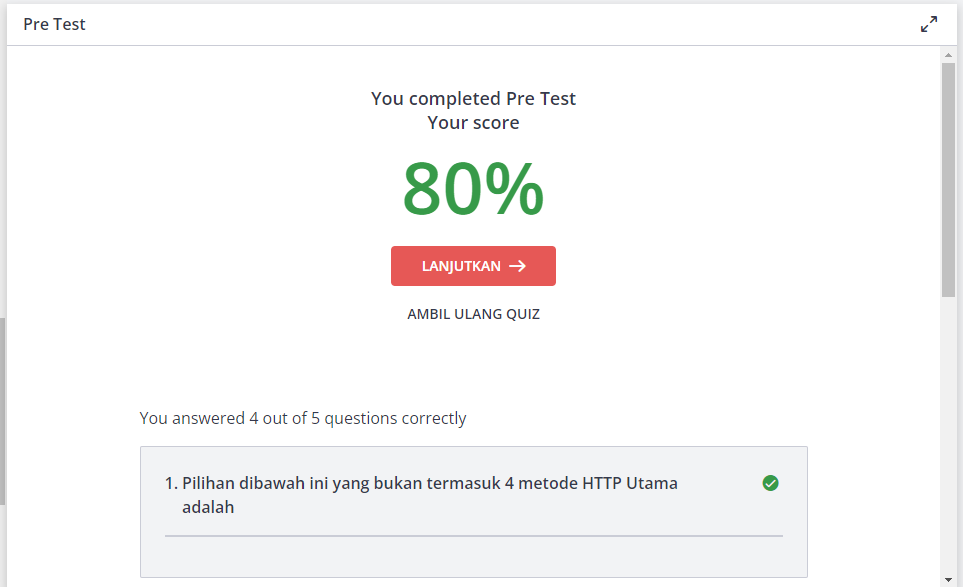 Pre Test
You completed Pre Test
Your score
80%
LANJUTKAN →
AMBIL ULANG QUIZ
You answered 4 out of 5 questions correctly
1. Pilihan dibawah ini yang bukan termasuk 4 metode HTTP Utama
adalah